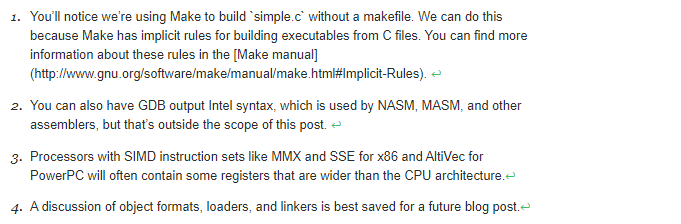 1. You'll notice we're using Make to build `simple.c` without a makefile. We can do this
because Make has implicit rules for building executables from C files. You can find more
information about these rules in the [Make manual]
(http://www.gnu.org/software/make/manual/make.html#Implicit-Rules). ↩
2. You can also have GDB output Intel syntax, which is used by NASM, MASM, and other
assemblers, but that's outside the scope of this post. ↩
3. Processors with SIMD instruction sets like MMX and SSE for x86 and AltiVec for
PowerPC will often contain some registers that are wider than the CPU architecture.↩
4. A discussion of object formats, loaders, and linkers is best saved for a future blog post.↩